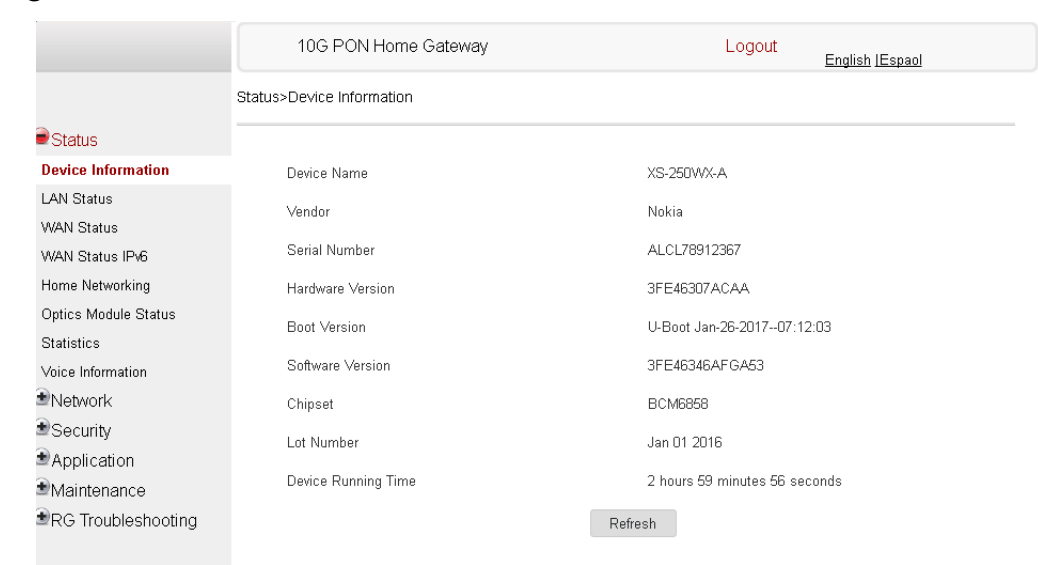 10G PON Home Gateway
Logout
English |Espaol
Status>Device Information
Status
Device Information
LAN Status
WAN Status
WAN Status IPv6
Home Networking
Optics Module Status
Statistics
Voice Information
Network
Security
Application
Maintenance
RG Troubleshooting
Device Name XS-250WX-A
Vendor Nokia
Serial Number ALCL78912367
Hardware Version 3FE46307ACAA
Boot Version U-Boot Jan-26-2017--07:12:03
Software Version 3FE46346AFGA53
Chipset BCM6858
Lot Number Jan 01 2016
Device Running Time 2 hours 59 minutes 56 seconds
Refresh